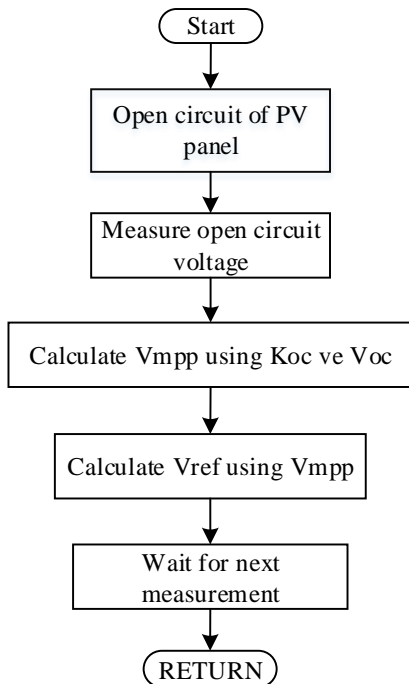 Start
Open circuit of PV
panel
Measure open circuit
voltage
Calculate Vmpp using Koc ve Voc
Calculate Vref using Vmpp
Wait for next
measurement
RETURN